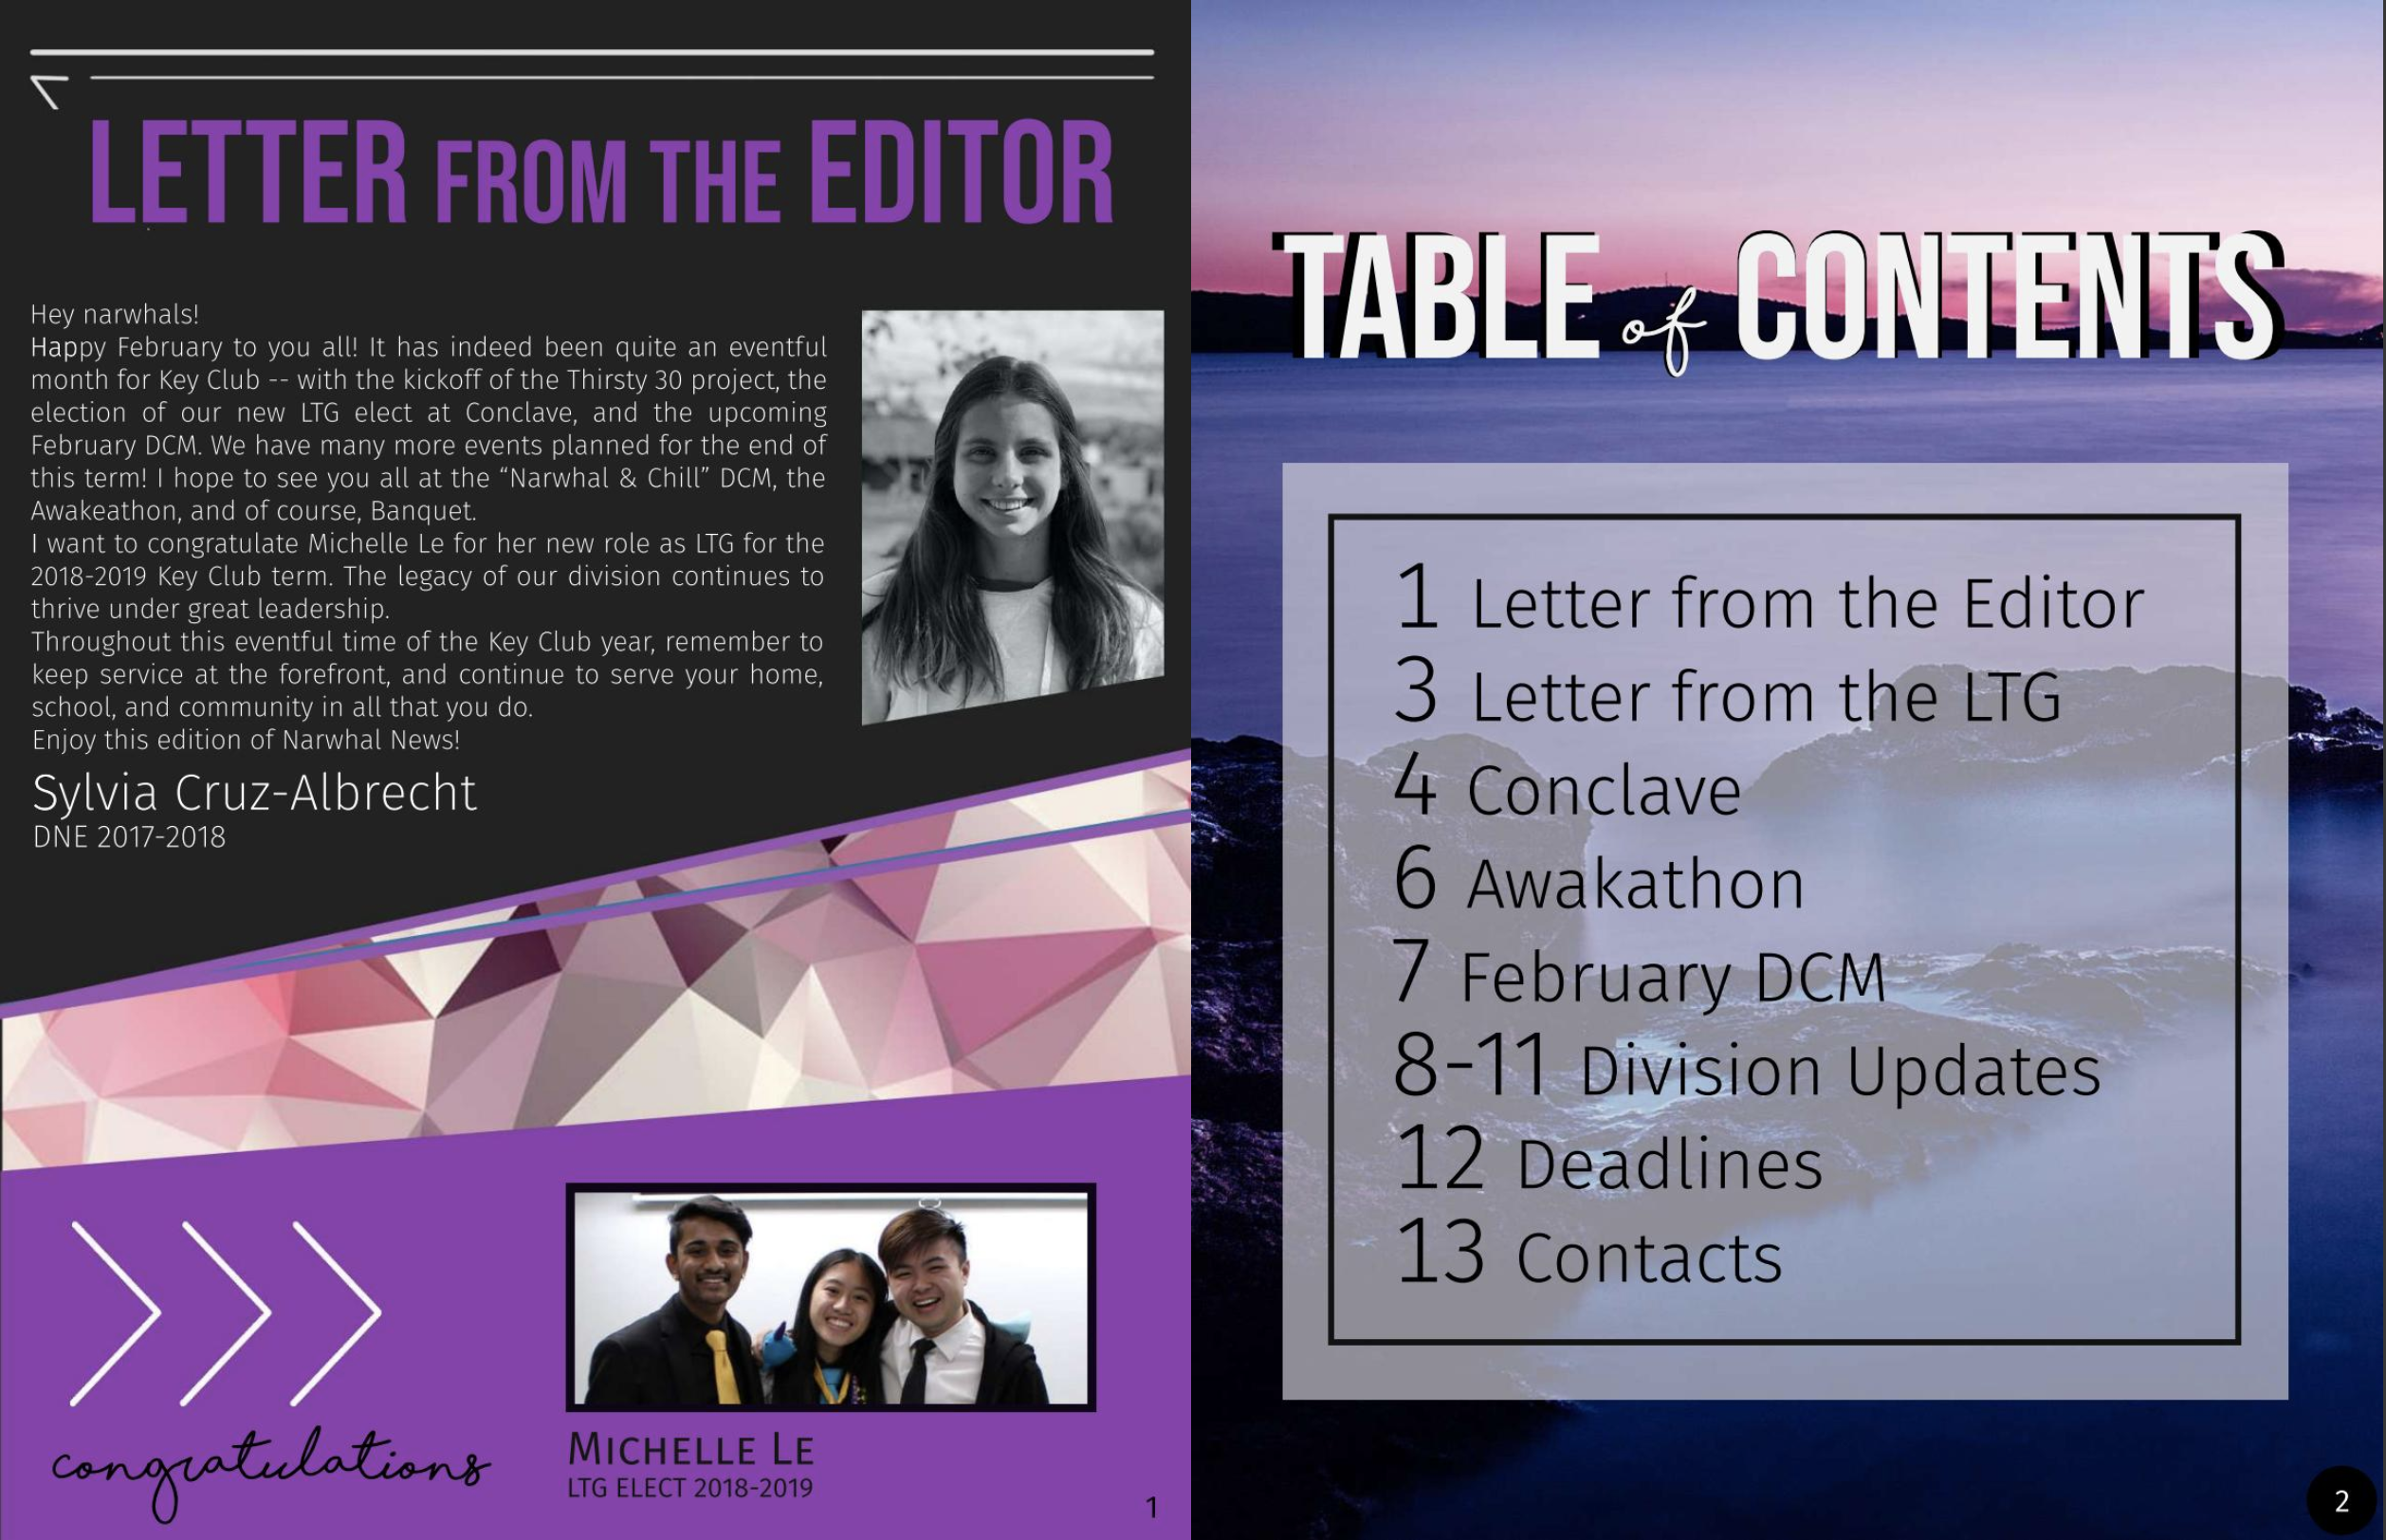 LETTER FROM THE EDITOR
Hey narwhals!
Happy February to you all! It has indeed been quite an eventful
month for Key Club -- with the kickoff of the Thirsty 30 project, the
election of our new LTG elect at Conclave, and the upcoming
February DCM. We have many more events planned for the end of
this term! I hope to see you all at the “Narwhal & Chill” DCM, the
Awakeathon, and of course, Banquet.
I want to congratulate Michelle Le for her new role as LTG for the
2018-2019 Key Club term. The legacy of our division continues to
thrive under great leadership.
Throughout this eventful time of the Key Club year, remember to
keep service at the forefront, and continue to serve your home,
school, and community in all that you do.
Enjoy this edition of Narwhal News!
Sylvia Cruz-Albrecht
DNE 2017-2018
congratulations
MICHELLE LE
LTG ELECT 2018-2019
1
TABLE of CONTENTS
1 Letter from the Editor
3 Letter from the LTG
4 Conclave
6 Awakathon
7 February DCM
8-11 Division Updates
12 Deadlines
13 Contacts
2